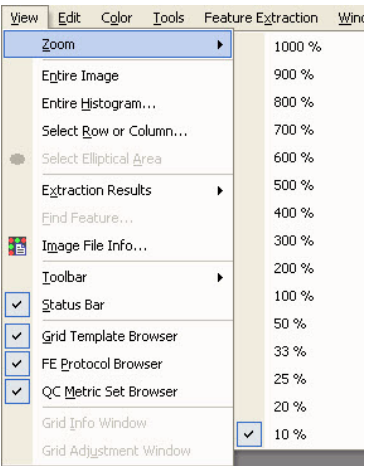 View Edit Color Tools Feature Extraction
Zoom
Entire Image
Entire Histogram...
Select Row or Column...
Select Elliptical Area
Extraction Results
Find Feature...
Image File Info...
Toolbar
Status Bar
Grid Template Browser
FE Protocol Browser
QC Metric Set Browser
Grid Info Window
Grid Adjustment Window
1000 %
900 %
800 %
700 %
600 %
500 %
400 %
300 %
200 %
100 %
50 %
33 %
25 %
20 %
10 %